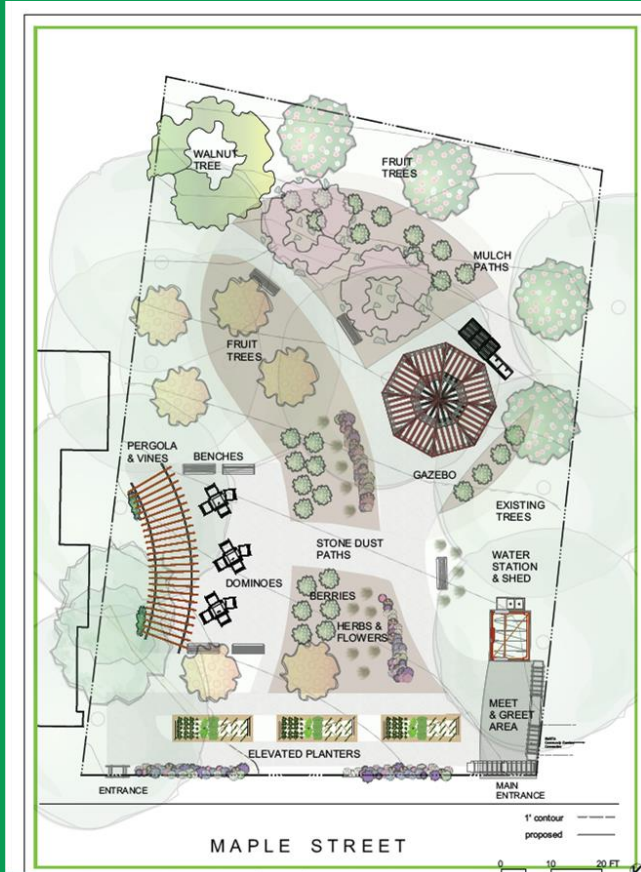 WALNUT
TREE
FRUIT
TREES
MULCH
PATHS
FRUIT
TREES
PERGOLA
& VINES
BENCHES
GAZEBO
EXISTING
TREES
STONE DUST
PATHS
WATER
STATION
& SHED
DOMINOES
BERRIES
HERBS &
FLOWERS
MEET
& GREET
AREA
ELEVATED PLANTERS
ENTRANCE
MAIN
ENTRANCE
1' contour
proposed
MAPLE STREET
0 10 20 FT